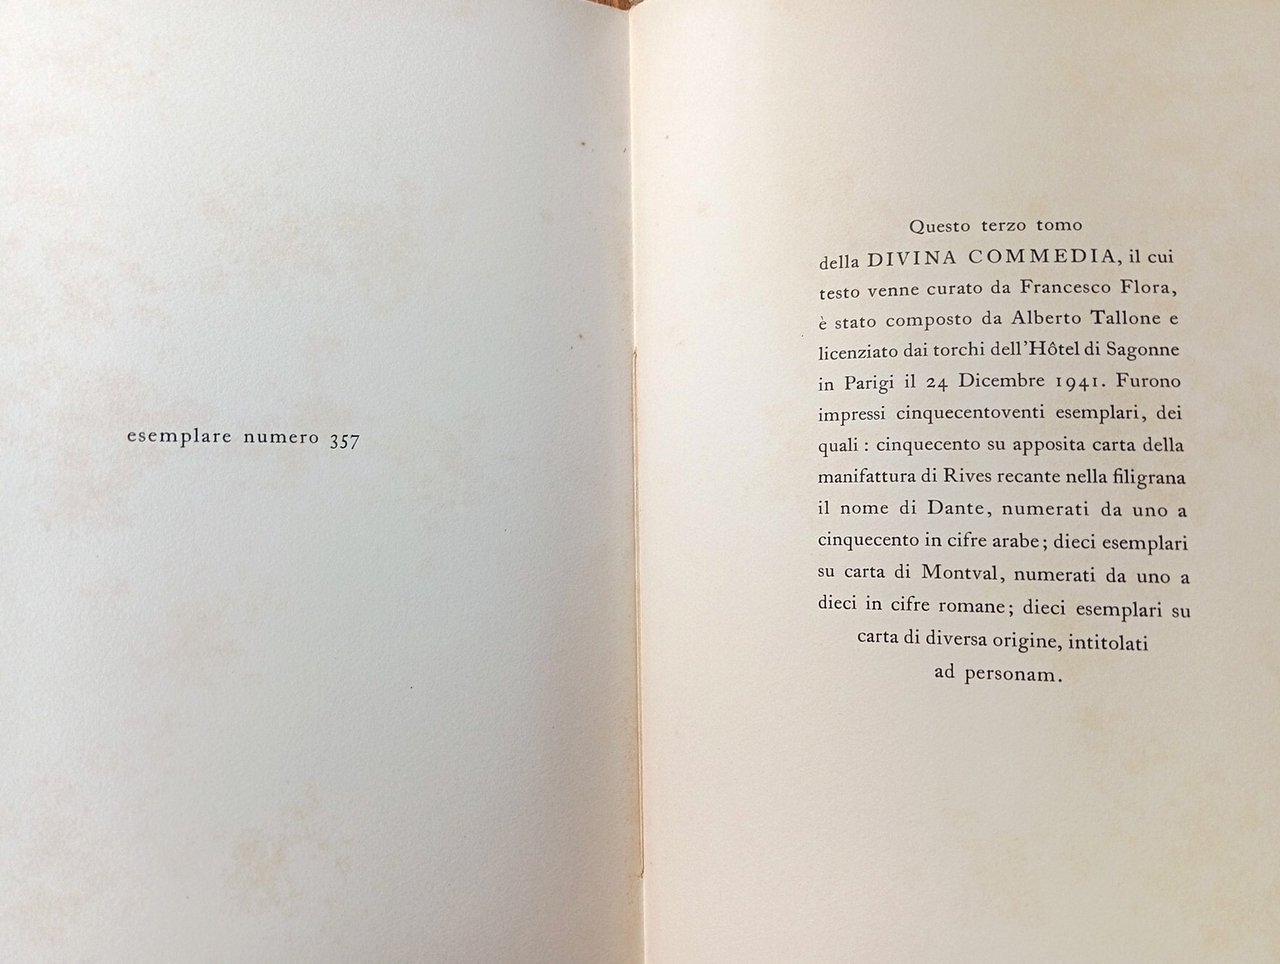 esemplare numero 357
Questo terzo tomo
della DIVINA COMMEDIA, il cui
testo venne curato da Francesco Flora,
è stato composto da Alberto Tallone e
licenziato dai torchi dell'Hôtel di Sagonne
in Parigi il 24 Dicembre 1941. Furono
impressi cinquecentoventi esemplari, dei
quali : cinquecento su apposita carta della
manifattura di Rives recante nella filigrana
il nome di Dante, numerati da uno a
cinquecento in cifre arabe; dieci esemplari
su carta di Montval, numerati da uno a
dieci in cifre romane; dieci esemplari su
carta di diversa origine, intitolati
ad personam.